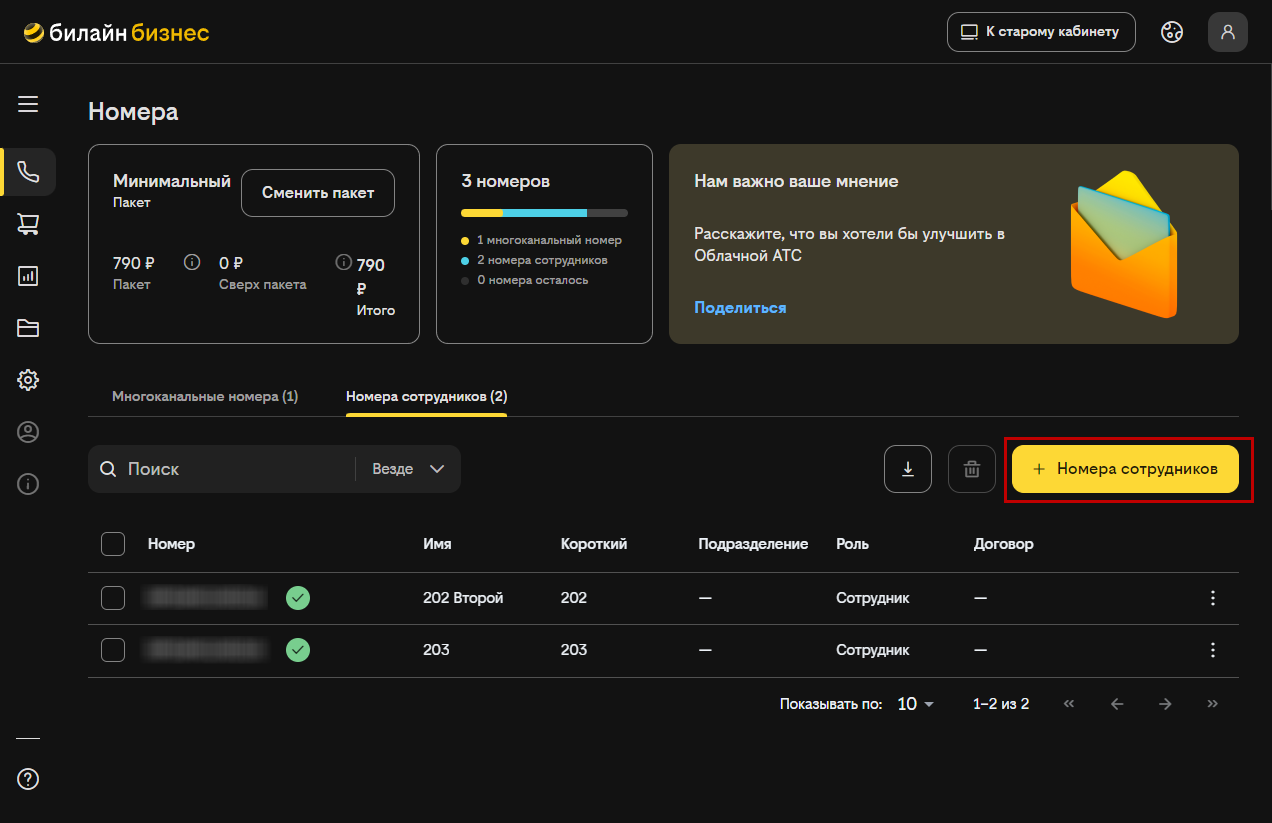 билайн бизнес
К старому кабинету
Номера
Минимальный
Пакет
Сменить пакет
790 ₽
Пакет
0 ₽
Сверх пакета
790
₽
Итого
3 номеров
1 многоканальный номер
2 номера сотрудников
0 номера осталось
Нам важно ваше мнение
Расскажите, что вы хотели бы улучшить в
Облачной АТС
Поделиться
Многоканальные номера (1)
Номера сотрудников (2)
Поиск
Везде
+ Номера сотрудников
Номер Имя Короткий Подразделение Роль Договор
202 Второй 202 — Сотрудник —
203 203 — Сотрудник —
Показывать по: 10 1–2 из 2